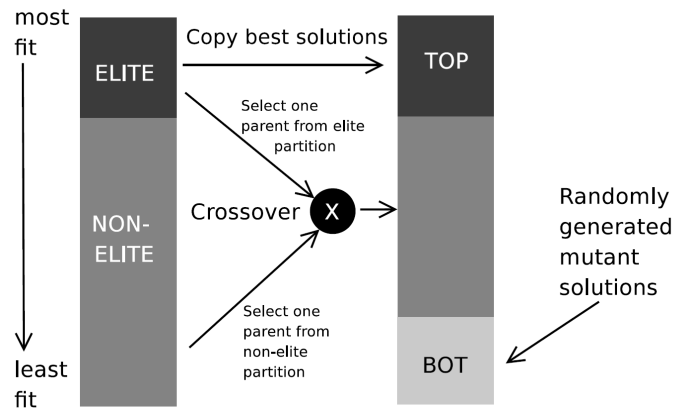 most
fit
ELITE
Copy best solutions
TOP
Select one
parent from elite
partition
Crossover
X
NON-
ELITE
Randomly
generated
mutant
solutions
Select one
parent from
non-elite
partition
least
fit
BOT